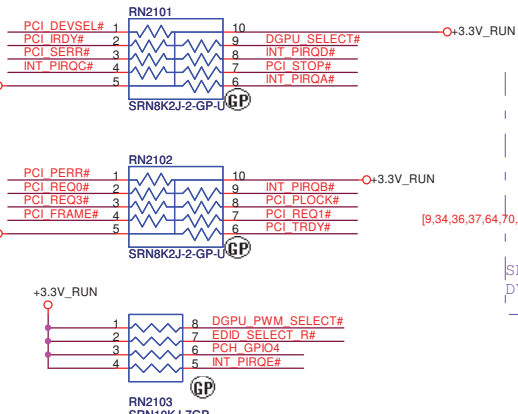 RN2101
PCI_DEVSEL# 1 10 +3.3V_RUN
PCI_IRDY# 2 9 DGPU_SELECT#
PCI_SERR# 3 8 INT_PIRQD#
INT_PIRQC# 4 7 PCI_STOP#
5 6 INT_PIRQA#
SRN8K2J-2-GP-U GP
RN2102
PCI_PERR# 1 10 +3.3V_RUN
PCI_REQ0# 2 9 INT_PIRQB#
PCI_REQ3# 3 8 PCI_PLOCK#
PCI_FRAME# 4 7 PCI_REQ1#
5 6 PCI_TRDY#
[9,34,36,37,64,70,
SRN8K2J-2-GP-U GP
+3.3V_RUN
1 8 DGPU_PWM_SELECT#
2 7 EDID_SELECT_R#
3 6 PCH_GPIO4
4 5 INT_PIRQE#
GP
RN2103